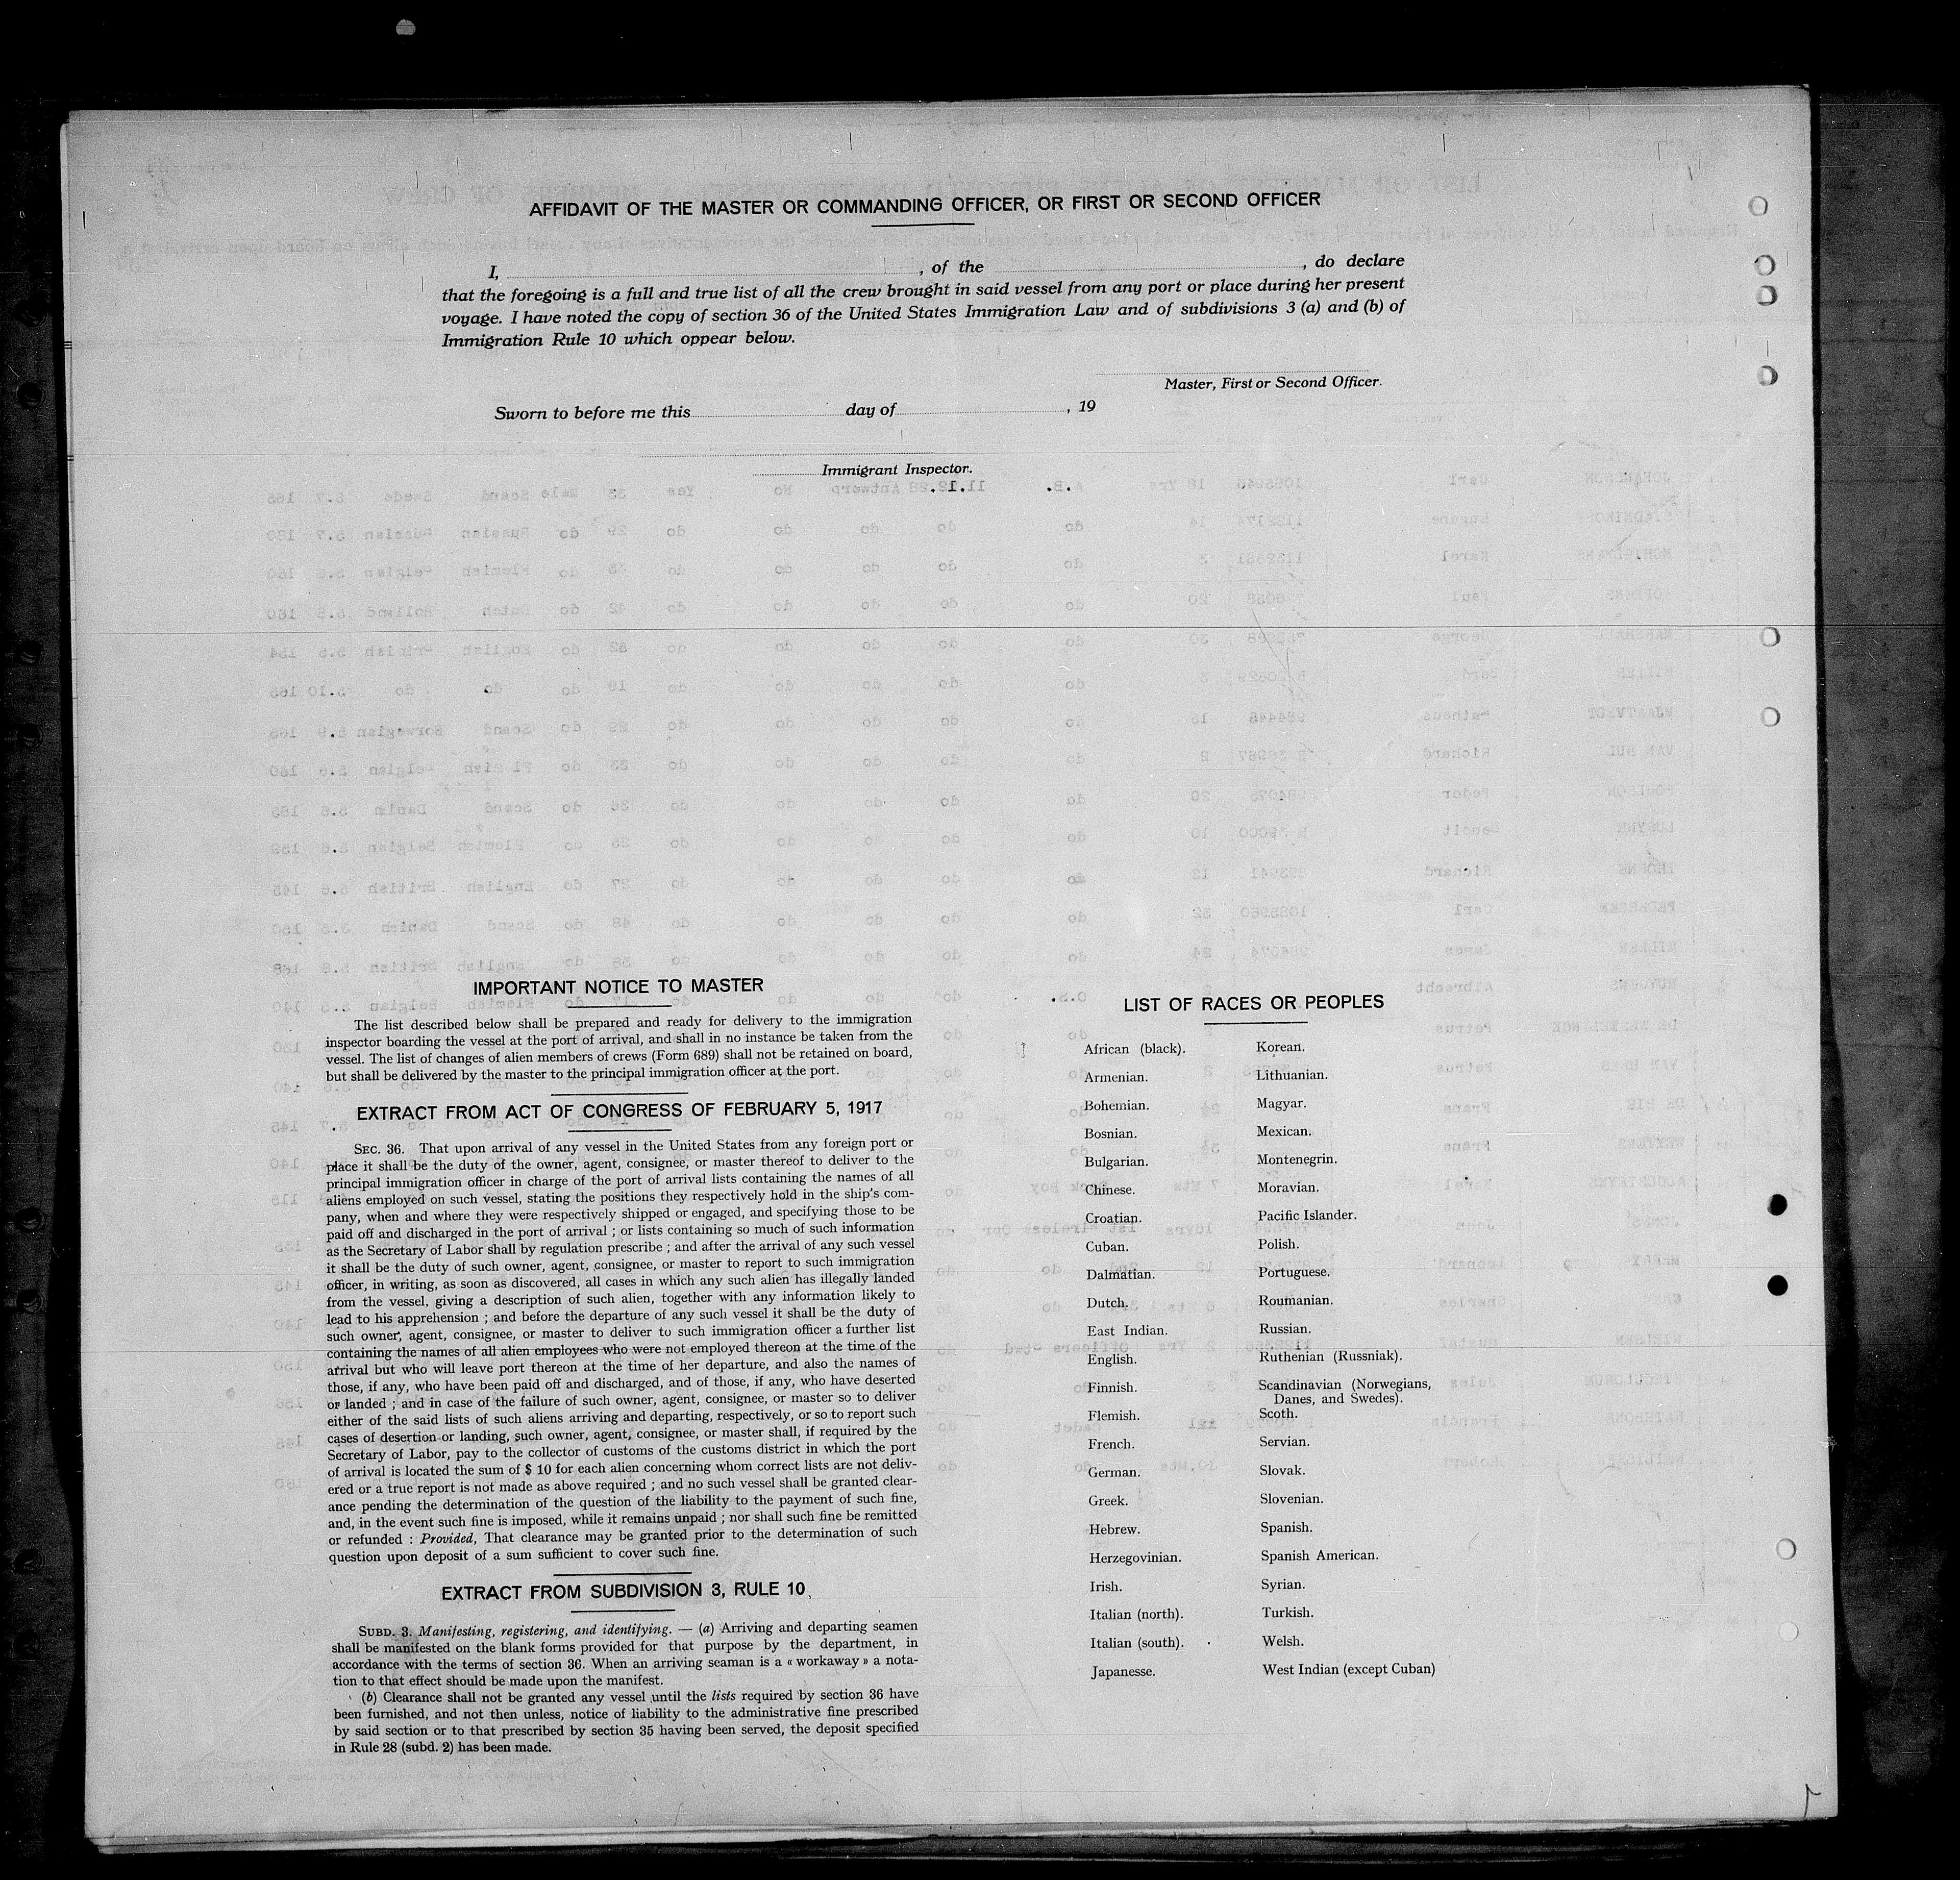 AFFIDAVIT OF THE MASTER OR COMMANDING OFFICER, OR FIRST OR SECOND OFFICER
I, , of the , do declare
that the foregoing is a full and true list of all the crew brought in said vessel from any port or place during her present
voyage. I have noted the copy of section 36 of the United States Immigration Law and of subdivisions 3 (a) and (b) of
Immigration Rule 10 which oppear below.
Master, First or Second Officer.
Sworn to before me this day of , 19
Immigrant Inspector.
IMPORTANT NOTICE TO MASTER
The list described below shall be prepared and ready for delivery to the immigration
inspector boarding the vessel at the port of arrival, and shall in no instance be taken from the
vessel. The list of changes of alien members of crews (Form 689) shall not be retained on board,
but shall be delivered by the master to the principal immigration officer at the port.
EXTRACT FROM ACT OF CONGRESS OF FEBRUARY 5, 1917
SEC. 36. That upon arrival of any vessel in the United States from any foreign port or
place it shall be the duty of the owner, agent, consignee, or master thereof to deliver to the
principal immigration officer in charge of the port of arrival lists containing the names of all
aliens employed on such vessel, stating the positions they respectively hold in the ship's com-
pany, when and where they were respectively shipped or engaged, and specifying those to be
paid off and discharged in the port of arrival ; or lists containing so much of such information
as the Secretary of Labor shall by regulation prescribe ; and after the arrival of any such vessel
it shall be the duty of such owner, agent, consignee, or master to report to such immigration
officer, in writing, as soon as discovered, all cases in which any such alien has illegally landed
from the vessel, giving a description of such alien, together with any information likely to
lead to his apprehension ; and before the departure of any such vessel it shall be the duty of
such owner, agent, consignee, or master to deliver to such immigration officer a further list
containing the names of all alien employees who were not employed thereon at the time of the
arrival but who will leave port thereon at the time of her departure, and also the names of
those, if any, who have been paid off and discharged, and of those, if any, who have deserted
or landed ; and in case of the failure of such owner, agent, consignee, or master so to deliver
either of the said lists of such aliens arriving and departing, respectively, or so to report such
cases of desertion or landing, such owner, agent, consignee, or master shall, if required by the
Secretary of Labor, pay to the collector of customs of the customs district in which the port
of arrival is located the sum of $ 10 for each alien concerning whom correct lists are not deliv-
ered or a true report is not made as above required ; and no such vessel shall be granted clear-
ance pending the determination of the question of the liability to the payment of such fine,
and, in the event such fine is imposed, while it remains unpaid ; nor shall such fine be remitted
or refunded : Provided, That clearance may be granted prior to the determination of such
question upon deposit of a sum sufficient to cover such fine.
EXTRACT FROM SUBDIVISION 3, RULE 10
SUBD. 3. Manifesting, registering, and identifying. — (a) Arriving and departing seamen
shall be manifested on the blank forms provided for that purpose by the department, in
accordance with the terms of section 36. When an arriving seaman is a « workaway » a nota-
tion to that effect should be made upon the manifest.
(b) Clearance shall not be granted any vessel until the lists required by section 36 have
been furnished, and not then unless, notice of liability to the administrative fine prescribed
by said section or to that prescribed by section 35 having been served, the deposit specified
in Rule 28 (subd. 2) has been made.
LIST OF RACES OR PEOPLES
African (black).
Armenian.
Bohemian.
Bosnian.
Bulgarian.
Chinese.
Croatian.
Cuban.
Dalmatian.
Dutch.
East Indian.
English.
Finnish.
Flemish.
French.
German.
Greek.
Hebrew.
Herzegovinian.
Irish.
Italian (north).
Italian (south).
Japanesse.
Korean.
Lithuanian.
Magyar.
Mexican.
Montenegrin.
Moravian.
Pacific Islander.
Polish.
Portuguese.
Roumanian.
Russian.
Ruthenian (Russniak).
Scandinavian (Norwegians,
Danes, and Swedes).
Scoth.
Servian.
Slovak.
Slovenian.
Spanish.
Spanish American.
Syrian.
Turkish.
Welsh.
West Indian (except Cuban)